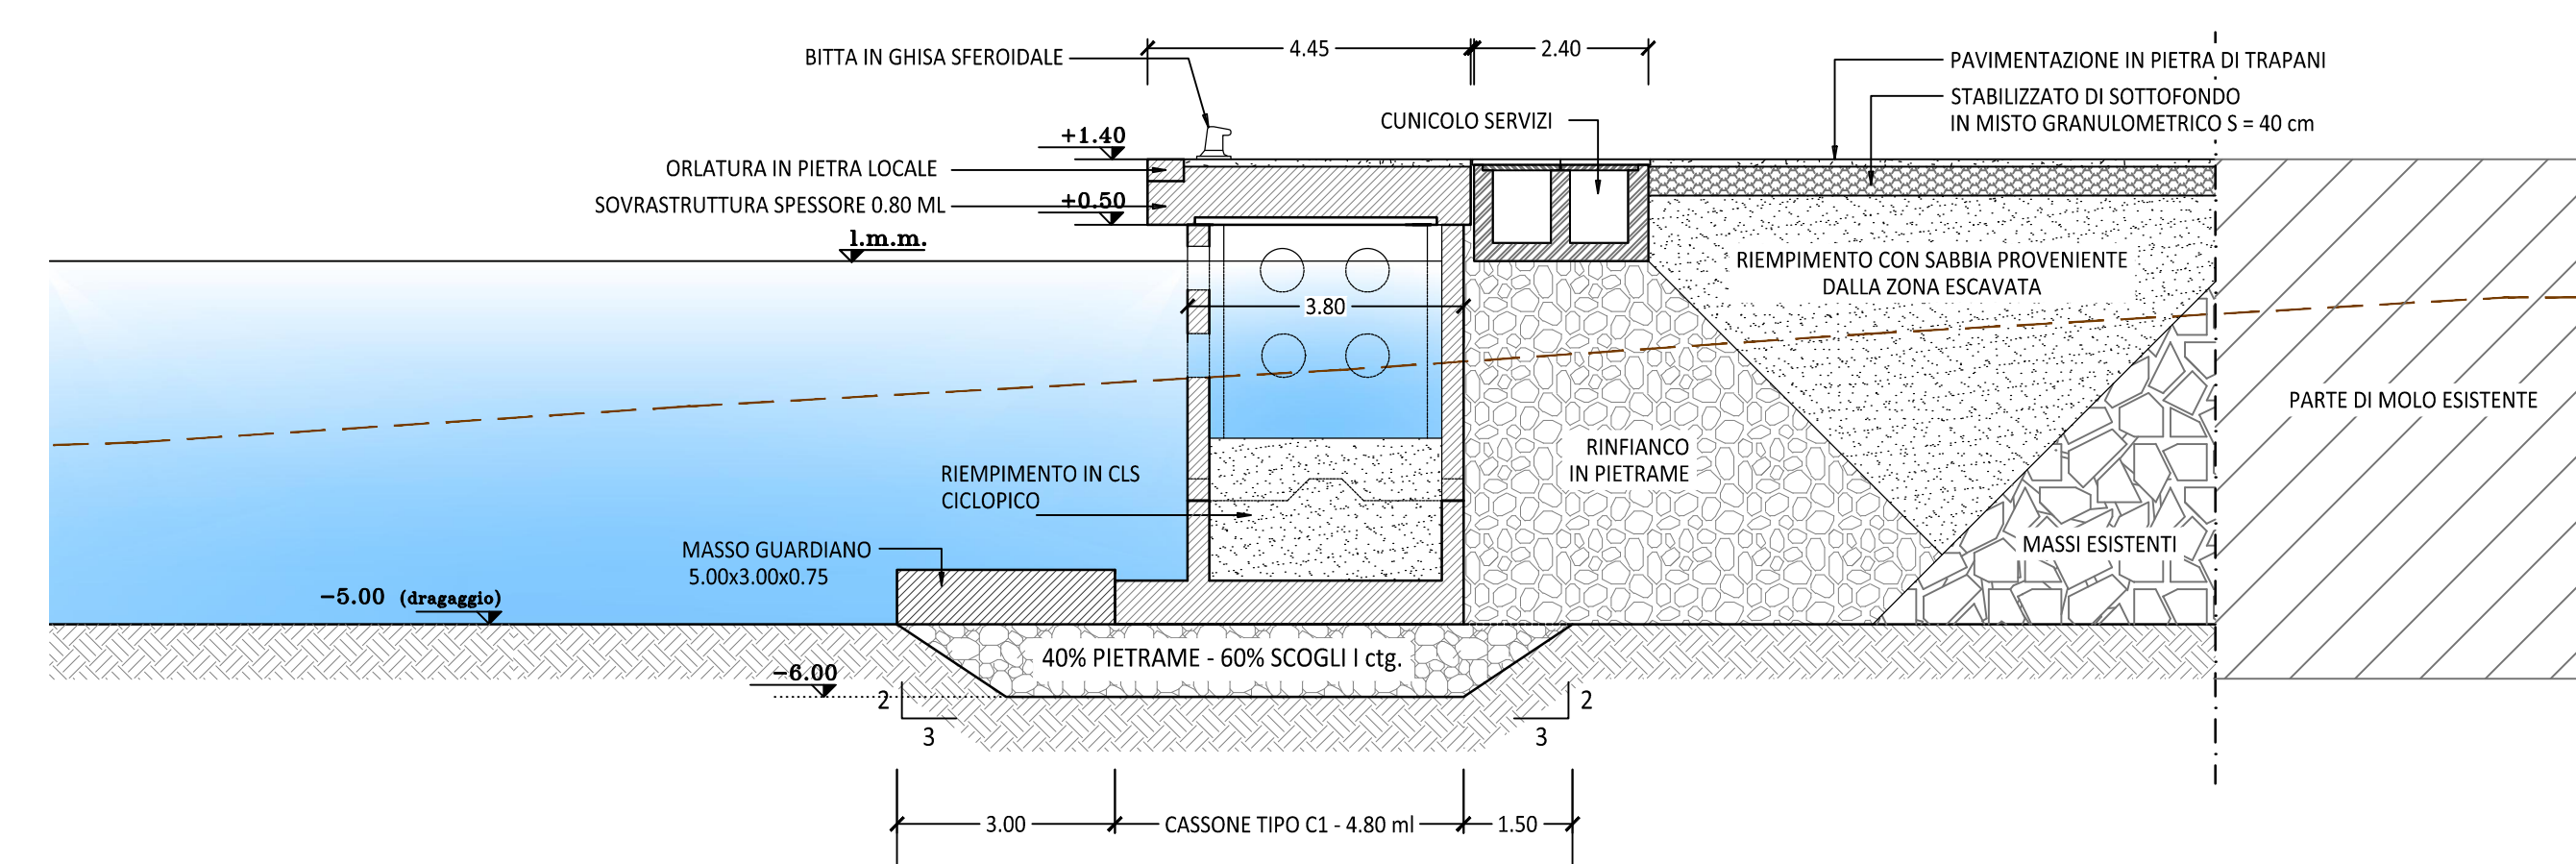 4.45
2.40
BITTA IN GHISA SFEROIDALE
PAVIMENTAZIONE IN PIETRA DI TRAPANI
STABILIZZATO DI SOTTOFONDO
IN MISTO GRANULOMETRICO S = 40 cm
CUNICOLO SERVIZI
+1.40
ORLATURA IN PIETRA LOCALE
SOVRASTRUTTURA SPESSORE 0.80 ML
+0.50
l.m.m.
RIEMPIMENTO CON SABBIA PROVENIENTE
DALLA ZONA ESCAVATA
3.80
PARTE DI MOLO ESISTENTE
RINFIANCO
IN PIETRAME
RIEMPIMENTO IN CLS
CICLOPICO
MASSI ESISTENTI
MASSO GUARDIANO
5.00x3.00x0.75
-5.00 (dragaggio)
40% PIETRAME - 60% SCOGLI I ctg.
-6.00
2
3
2
3
3.00
CASSONE TIPO C1 - 4.80 ml
1.50